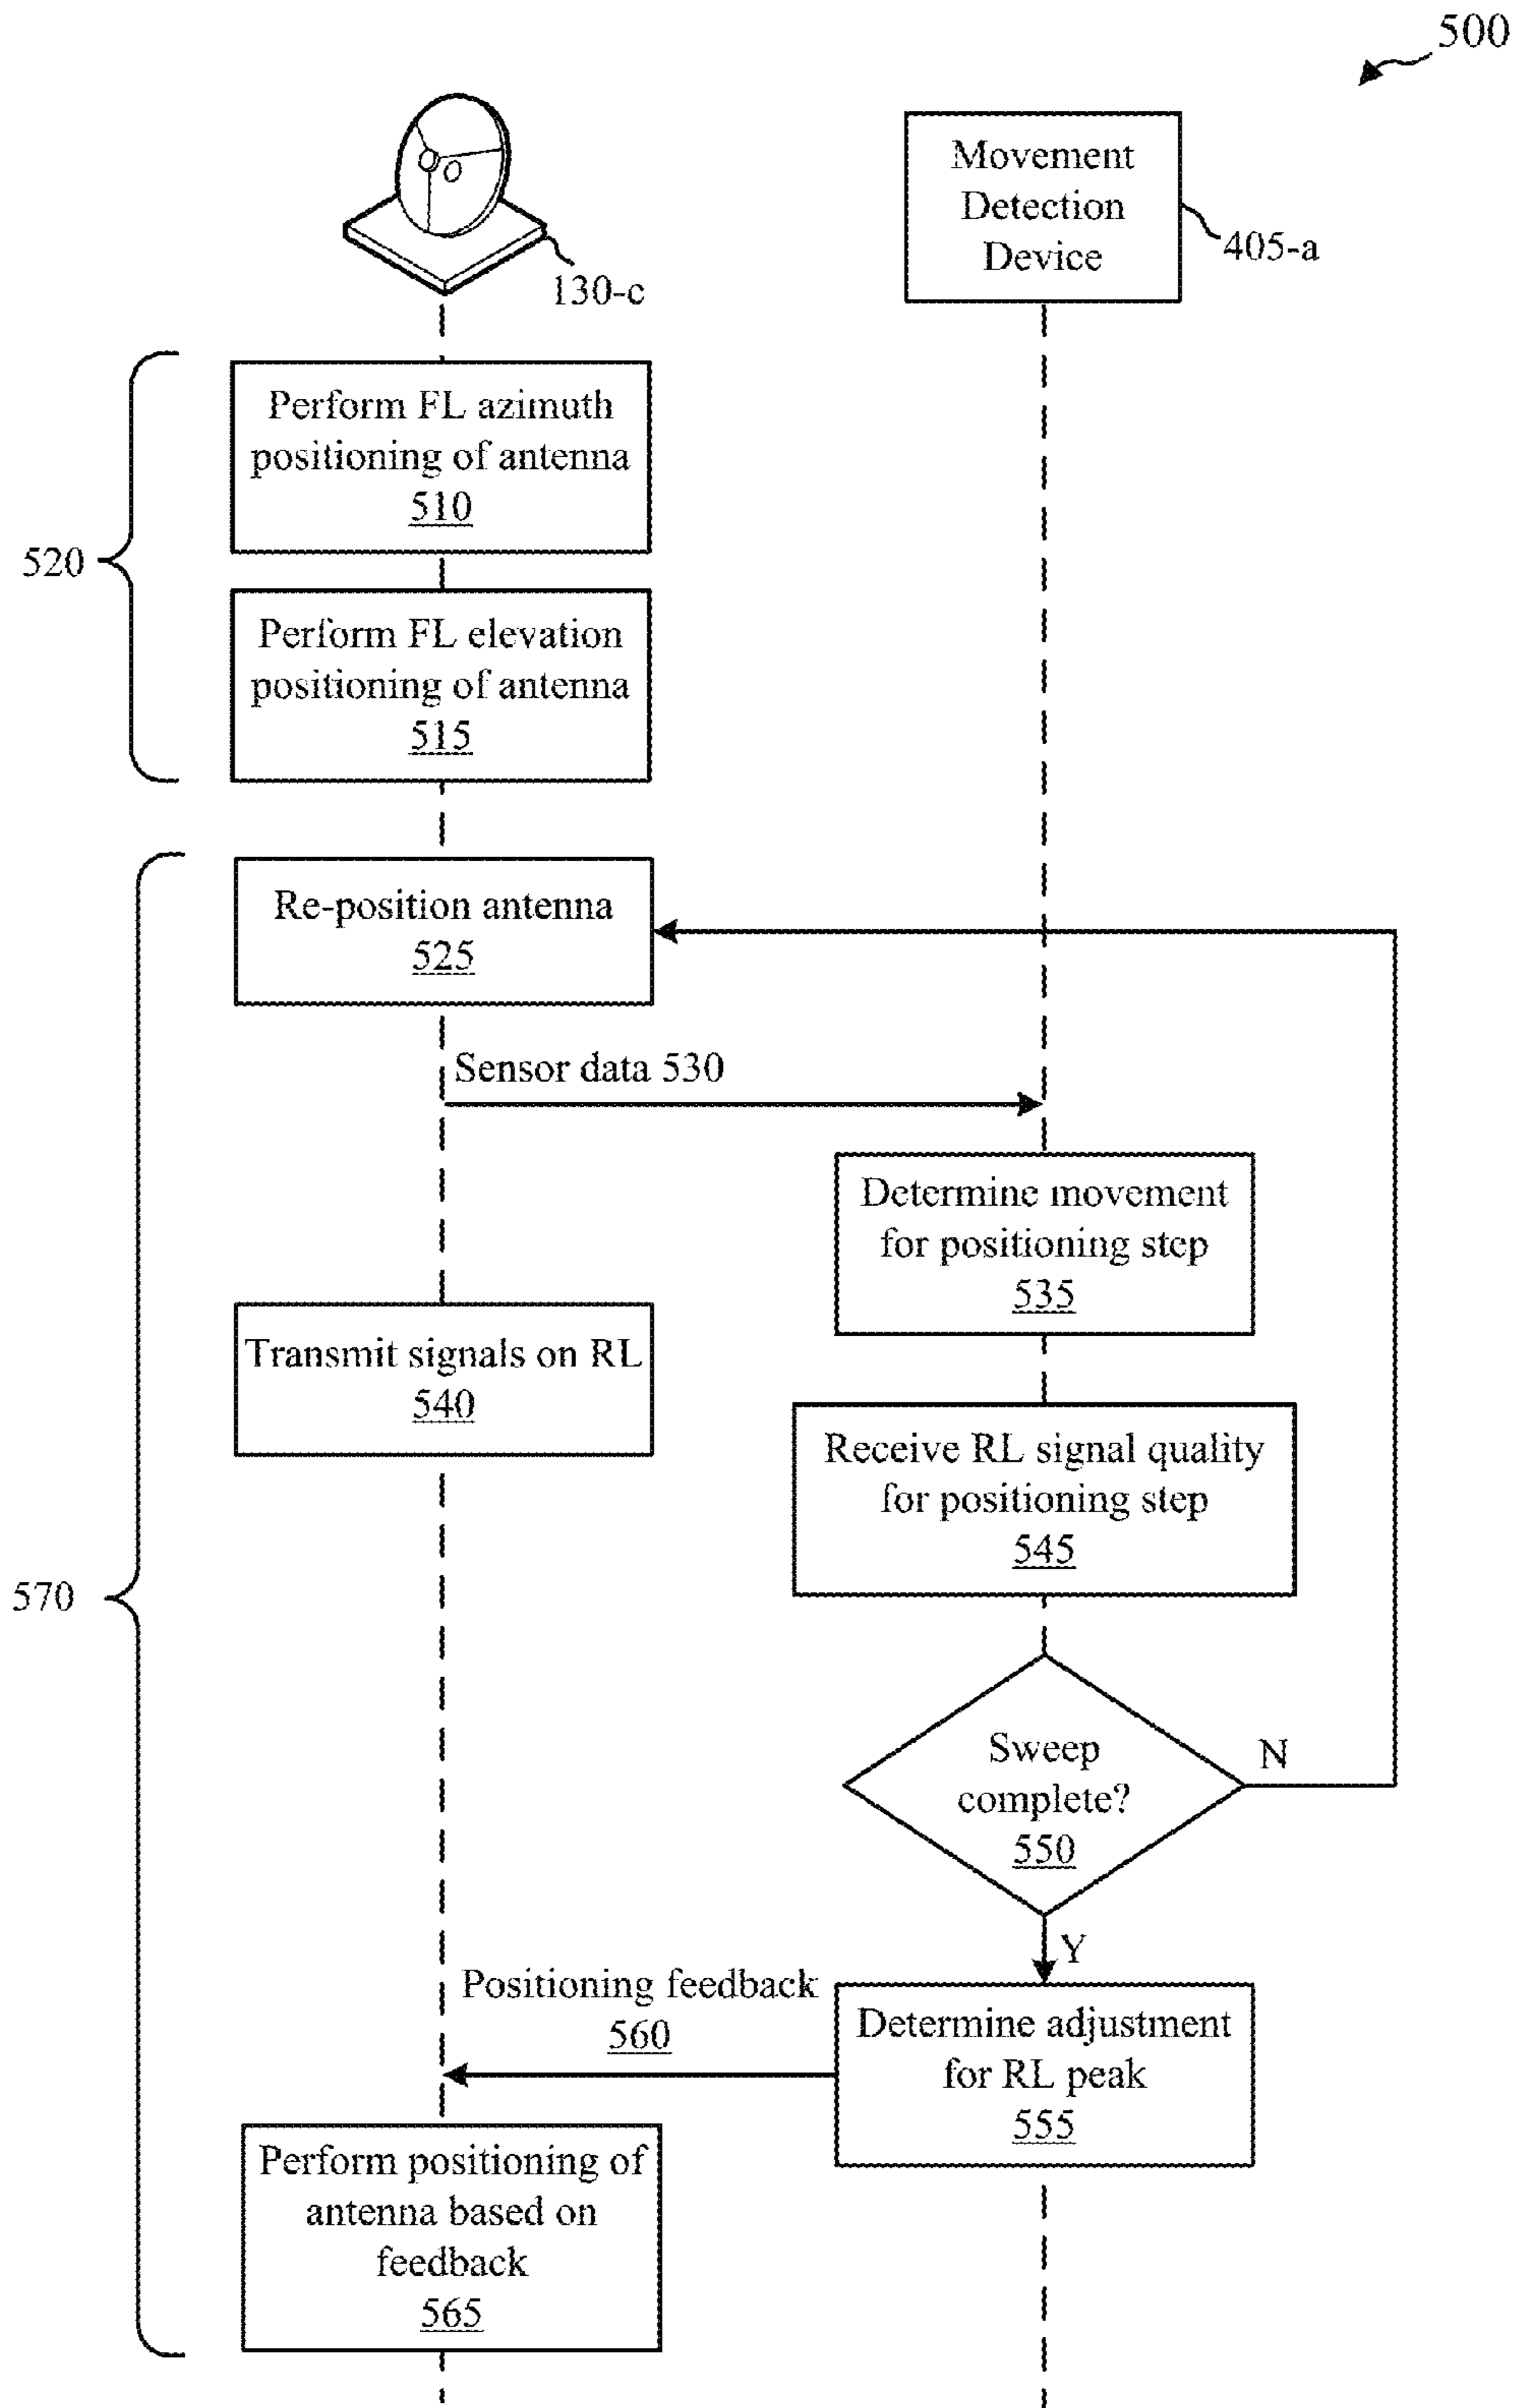 500
Movement
Detection
Device
405-a
130-c
520
Perform FL azimuth
positioning of antenna
510
Perform FL elevation
positioning of antenna
515
570
Re-position antenna
525
Sensor data 530
Determine movement
for positioning step
535
Transmit signals on RL
540
Receive RL signal quality
for positioning step
545
Sweep
complete?
550
N
Y
Positioning feedback
560
Determine adjustment
for RL peak
555
Perform positioning of
antenna based on
feedback
565